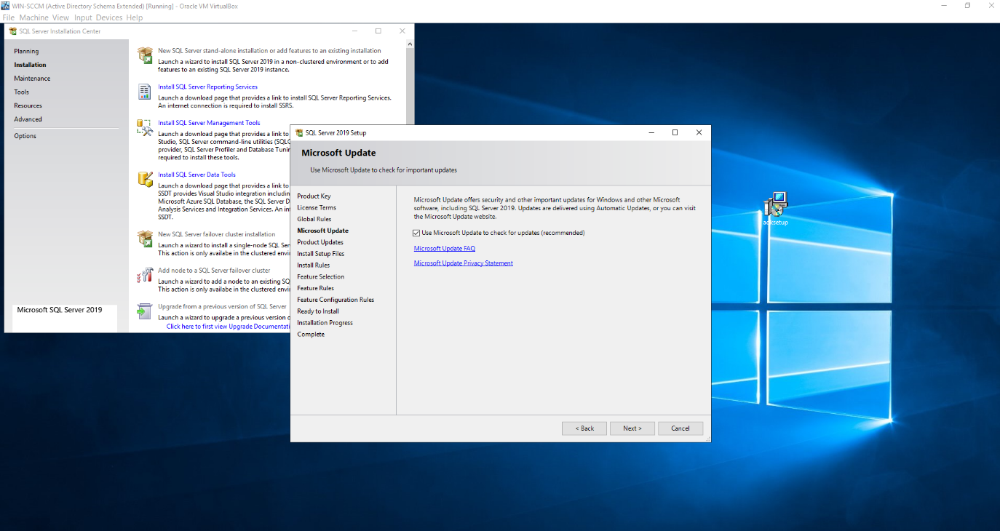 WIN-SCCM (Active Directory Schema Extended) [Running] - Oracle VM VirtualBox
File Machine View Input Devices Help
SQL Server Installation Center
Planning
Installation
Maintenance
Tools
Resources
Advanced
Options
Microsoft SQL Server 2019
New SQL Server stand-alone installation or add features to an existing installation
Launch a wizard to install SQL Server 2019 in a non-clustered environment or to add
features to an existing SQL Server 2019 instance.
Install SQL Server Reporting Services
Launch a download page that provides a link to install SQL Server Reporting Services.
An internet connection is required to install SSRS.
Install SQL Server Management Tools
Launch a download page that provides a link to
Studio, SQL Server command-line utilities (SQLC
provider, SQL Server Profiler and Database Tunin
required to install these tools.
Install SQL Server Data Tools
Launch a download page that provides a link to
SSDT provides Visual Studio integration including
Microsoft Azure SQL Database, the SQL Server D
Analysis Services and Integration Services. An in
SSDT.
New SQL Server failover cluster installation
Launch a wizard to install a single-node SQL Ser
This action is only availabe in the clustered envi
Add node to a SQL Server failover cluster
Launch a wizard to add a node to an existing SQ
This action is only availabe in the clustered envi
Upgrade from a previous version of SQL Server
Launch a wizard to upgrade a previous version o
Click here to first view Upgrade Documentati
SQL Server 2019 Setup
Microsoft Update
Use Microsoft Update to check for important updates
Product Key
License Terms
Global Rules
Microsoft Update
Product Updates
Install Setup Files
Install Rules
Feature Selection
Feature Rules
Feature Configuration Rules
Ready to Install
Installation Progress
Complete
Microsoft Update offers security and other important updates for Windows and other Microsoft
software, including SQL Server 2019. Updates are delivered using Automatic Updates, or you can visit
the Microsoft Update website.
Use Microsoft Update to check for updates (recommended)
Microsoft Update FAQ
Microsoft Update Privacy Statement
< Back
Next >
Cancel
adksetup